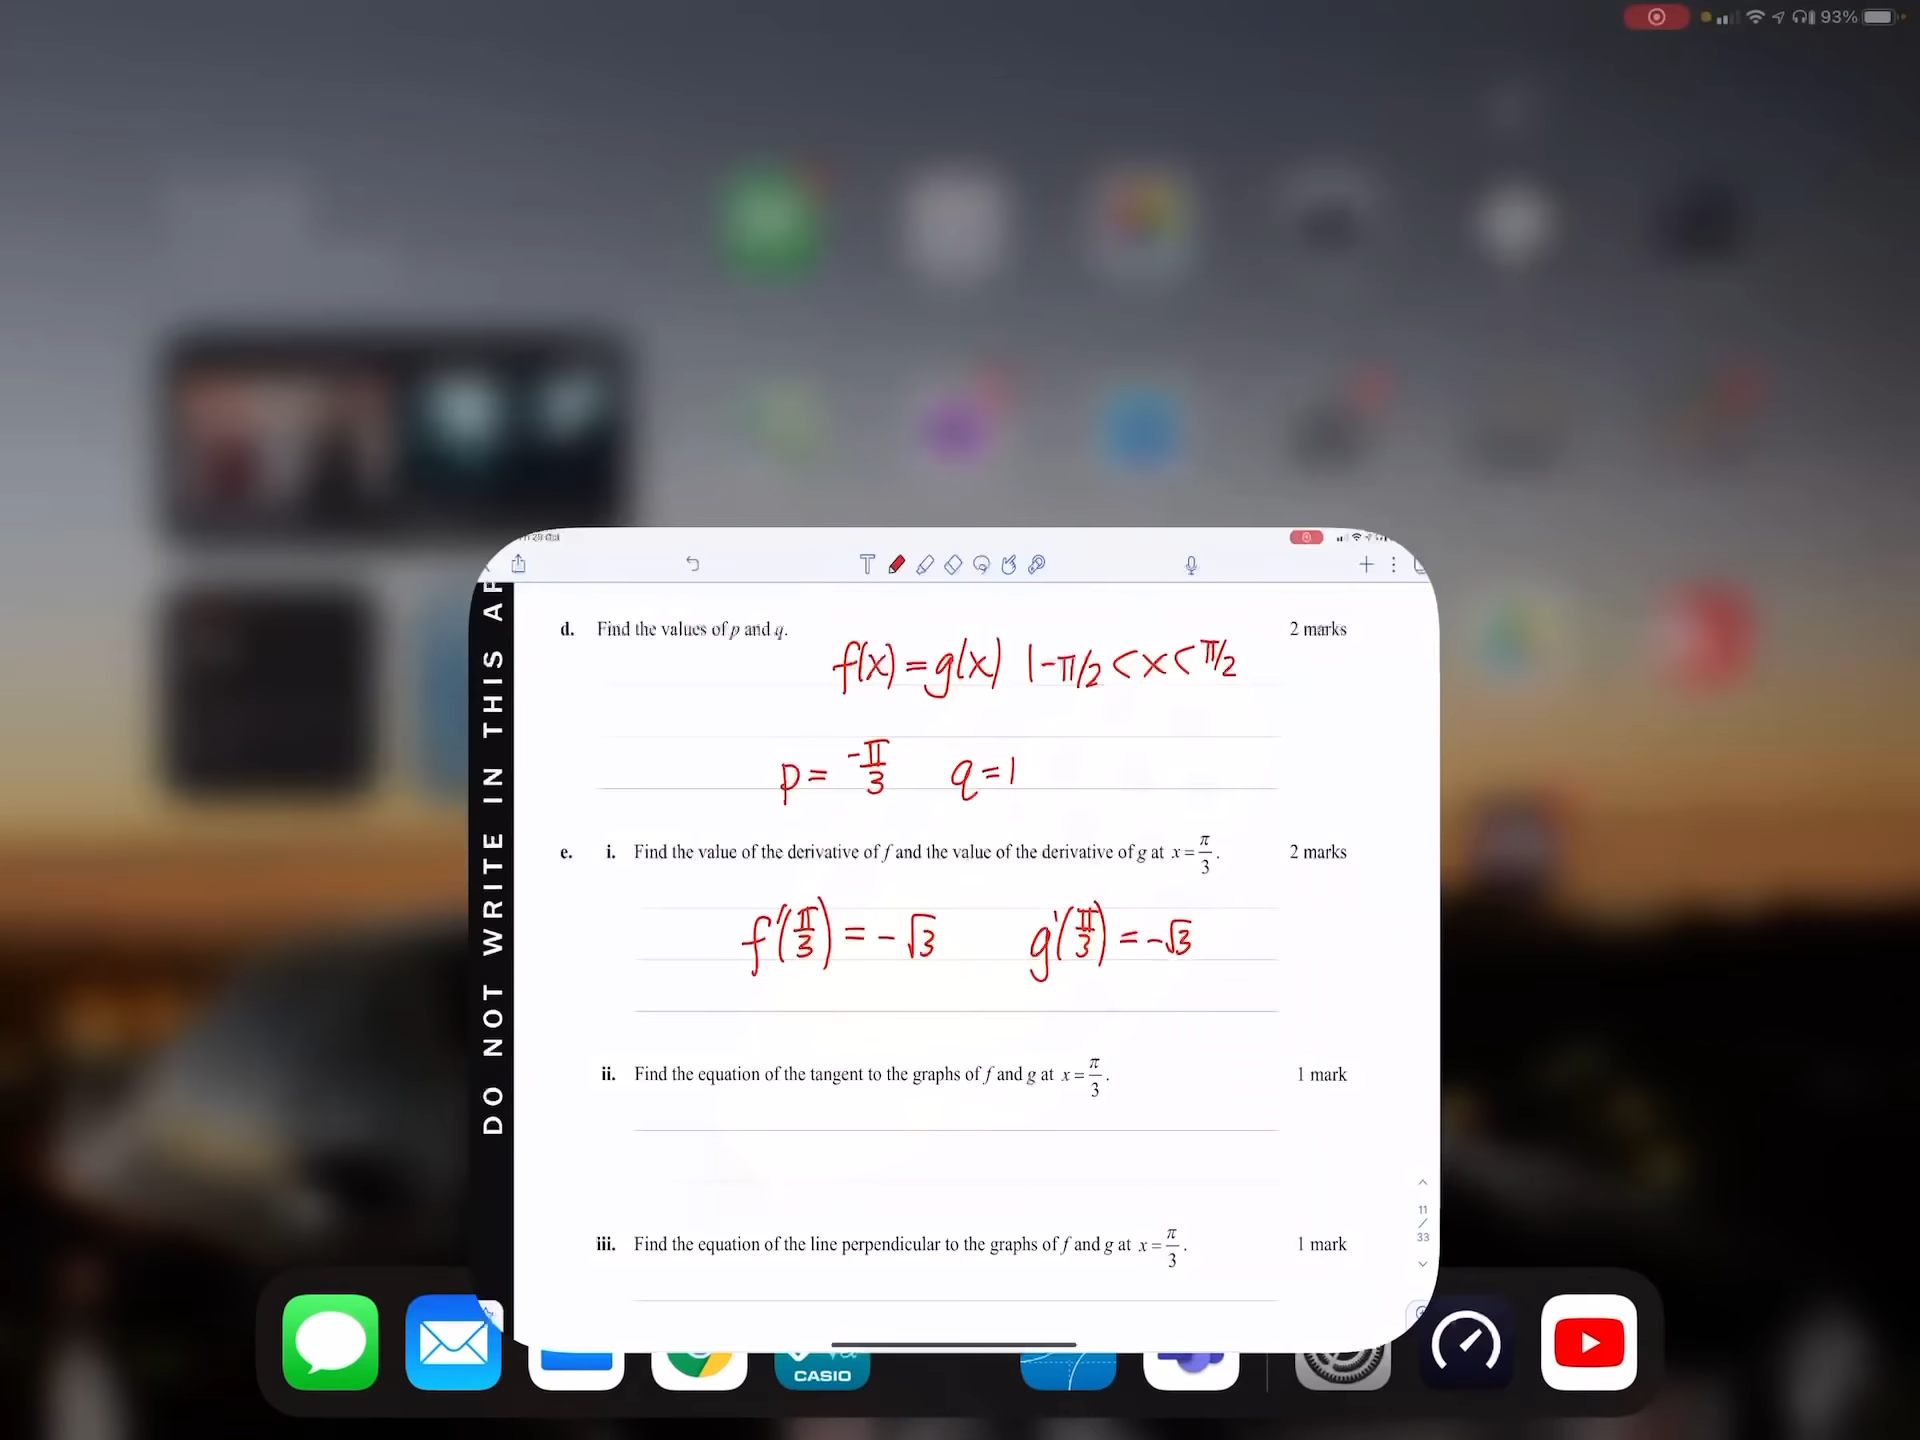 93%
DO NOT WRITE IN THIS AR
d. Find the values of p and q. 2 marks
f(x) = g(x) | -π/2 < x < π/2
p = -π/3 q = 1
e. i. Find the value of the derivative of f and the value of the derivative of g at x = π/3. 2 marks
f'(π/3) = -√3 g'(π/3) = -√3
ii. Find the equation of the tangent to the graphs of f and g at x = π/3. 1 mark
11
/
33
iii. Find the equation of the line perpendicular to the graphs of f and g at x = π/3. 1 mark
CASIO